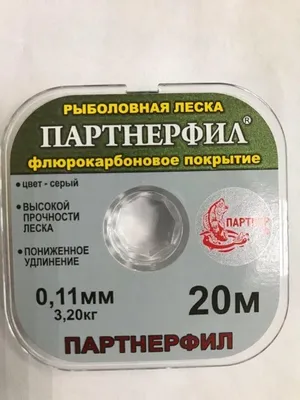 РЫБОЛОВНАЯ ЛЕСКА
ПАРТНЕРФИЛ®
флюрокарбоновое покрытие
• цвет - серый
• ВЫСОКОЙ
ПРОЧНОСТИ
ЛЕСКА
• ПОНИЖЕННОЕ
УДЛИНЕНИЕ
ПАРТНЕР
0,11мм
3,20кг
20м
ПАРТНЕРФИЛ